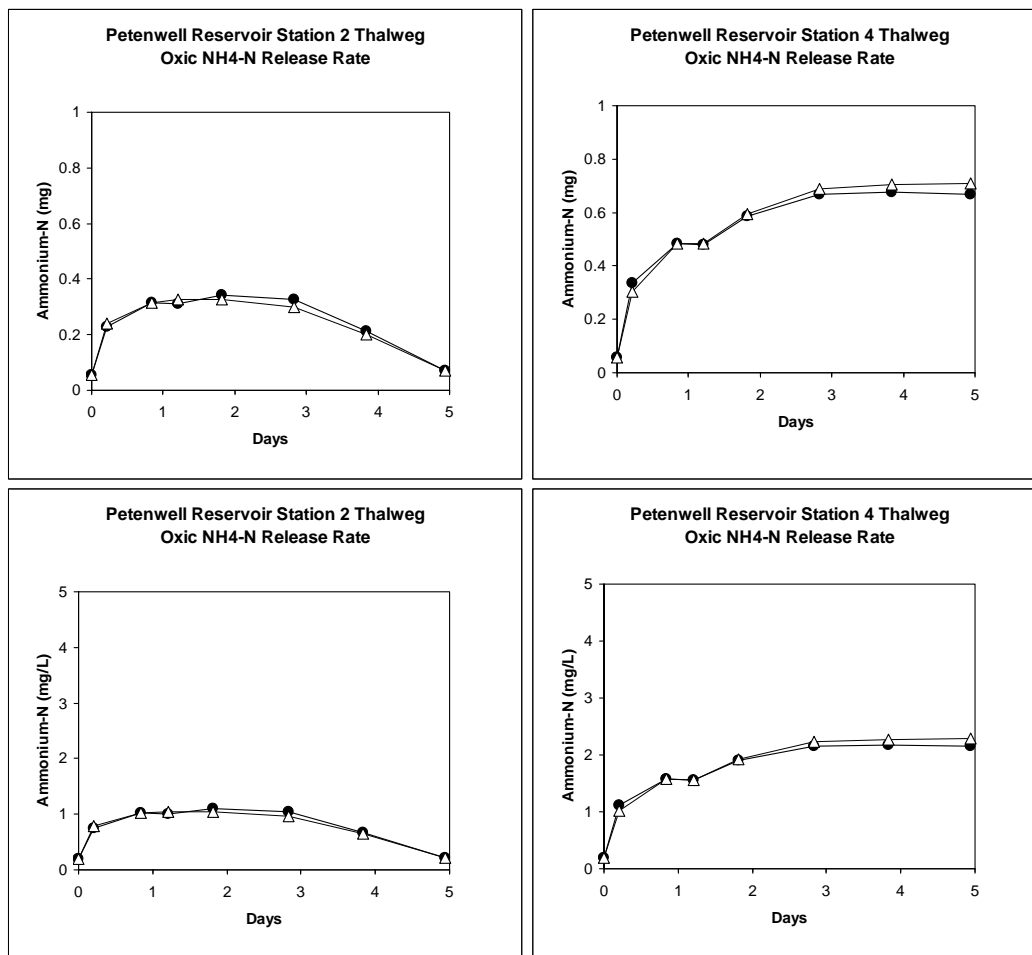 Petenwell Reservoir Station 2 Thalweg
Oxic NH4-N Release Rate
1
0.8
0.6
0.4
0.2
0
Ammonium-N (mg)
0 1 2 3 4 5
Days
Petenwell Reservoir Station 4 Thalweg
Oxic NH4-N Release Rate
1
0.8
0.6
0.4
0.2
0
Ammonium-N (mg)
0 1 2 3 4 5
Days
Petenwell Reservoir Station 2 Thalweg
Oxic NH4-N Release Rate
5
4
3
2
1
0
Ammonium-N (mg/L)
0 1 2 3 4 5
Days
Petenwell Reservoir Station 4 Thalweg
Oxic NH4-N Release Rate
5
4
3
2
1
0
Ammonium-N (mg/L)
0 1 2 3 4 5
Days